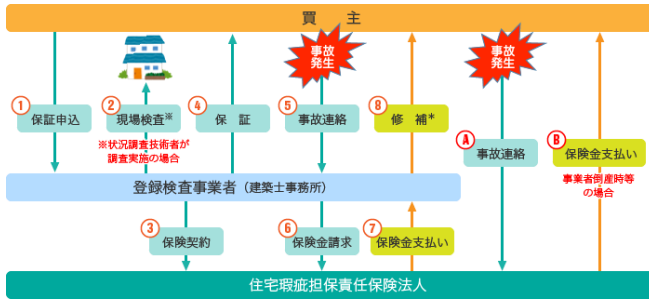 買 主
事故
発生
事故
発生
① 保証申込
② 現場検査※
※状況調査技術者が
調査実施の場合
④ 保 証
⑤ 事故連絡
⑧ 修 補*
Ⓐ 事故連絡
Ⓑ 保険金支払い
事業者倒産時等
の場合
登録検査事業者（建築士事務所）
③ 保険契約
⑥ 保険金請求
⑦ 保険金支払い
住宅瑕疵担保責任保険法人